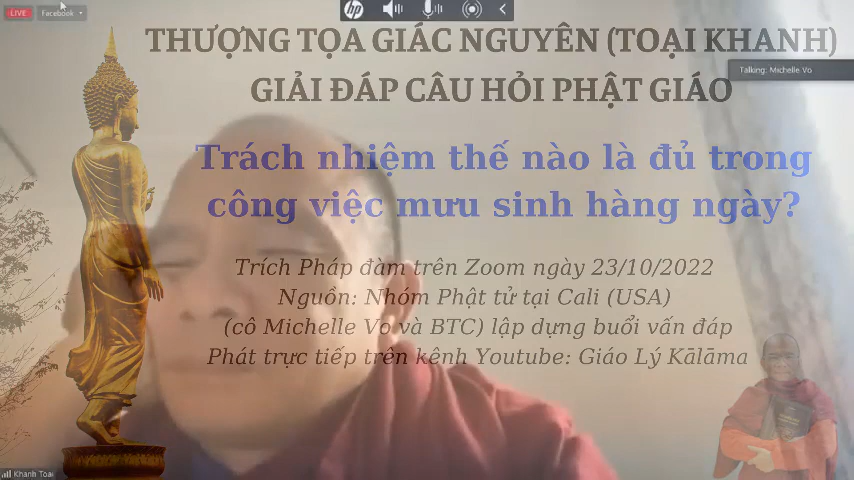 LIVE
Facebook
hp
THƯỢNG TỌA GIÁC NGUYÊN (TOẠI KHANH)
Talking: Michelle Vo
GIẢI ĐÁP CÂU HỎI PHẬT GIÁO
Trách nhiệm thế nào là đủ trong
công việc mưu sinh hàng ngày?
Trích Pháp đàm trên Zoom ngày 23/10/2022
Nguồn: Nhóm Phật tử tại Cali (USA)
(cô Michelle Vo và BTC) lập dựng buổi vấn đáp
Phát trực tiếp trên kênh Youtube: Giáo Lý Kālāma
Khanh Toai